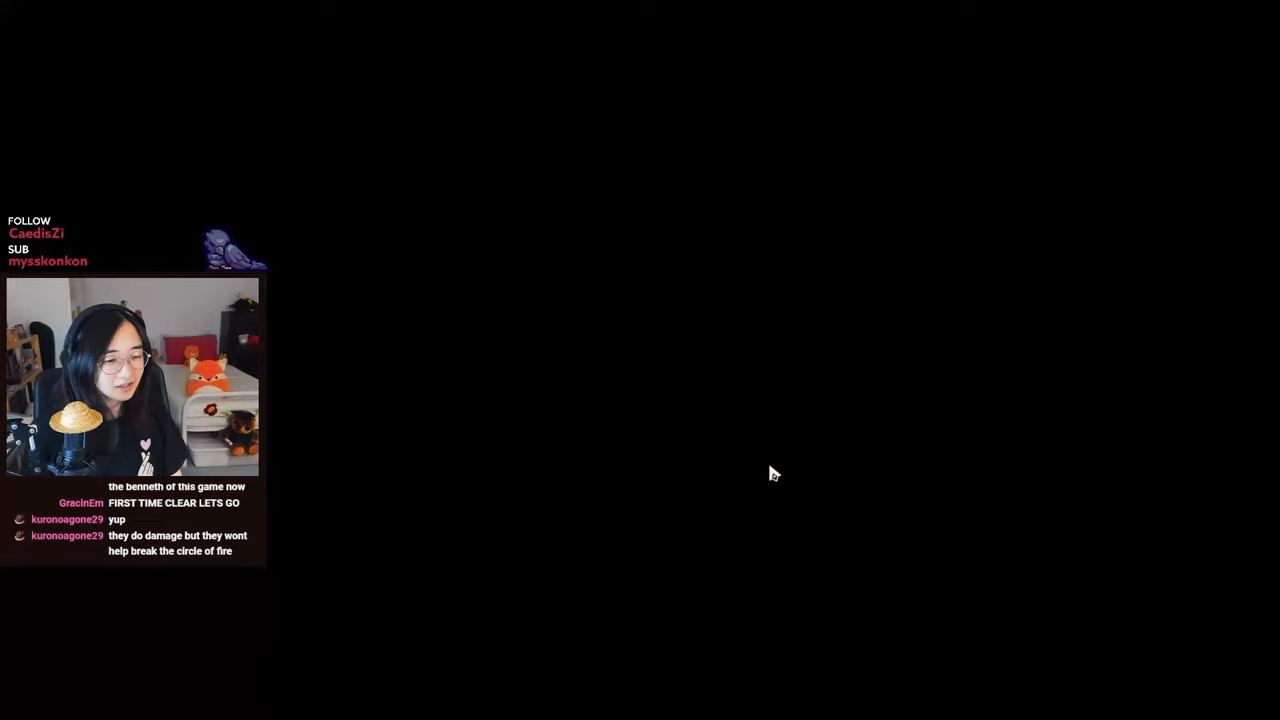 FOLLOW
CaedisZi
SUB
mysskonkon
the benneth of this game now
GracinEm FIRST TIME CLEAR LETS GO
kuronoagone29 yup
kuronoagone29 they do damage but they wont
help break the circle of fire